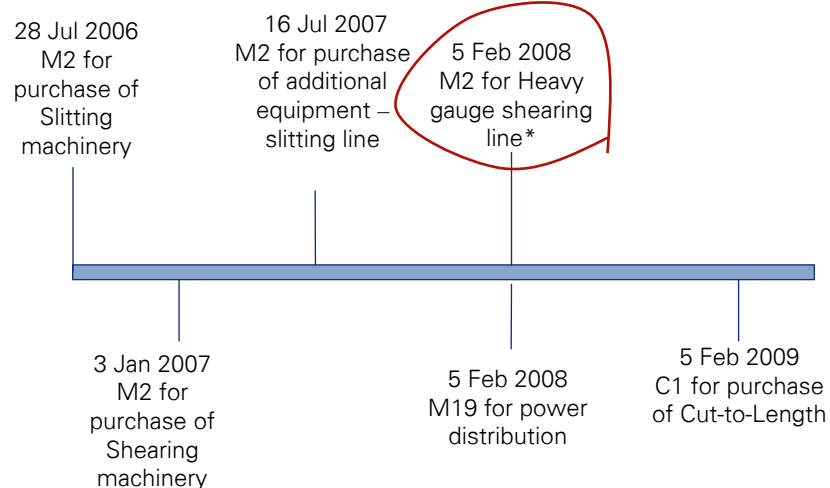 28 Jul 2006
M2 for
purchase of
Slitting
machinery
16 Jul 2007
M2 for purchase
of additional
equipment –
slitting line
5 Feb 2008
M2 for Heavy
gauge shearing
line*
3 Jan 2007
M2 for
purchase of
Shearing
machinery
5 Feb 2008
M19 for power
distribution
5 Feb 2009
C1 for purchase
of Cut-to-Length